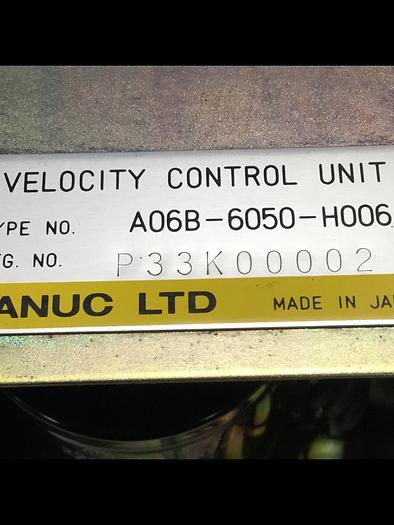 VELOCITY CONTROL UNIT
YPE NO. A06B-6050-H006
G. NO. P33K00002
ANUC LTD MADE IN JA